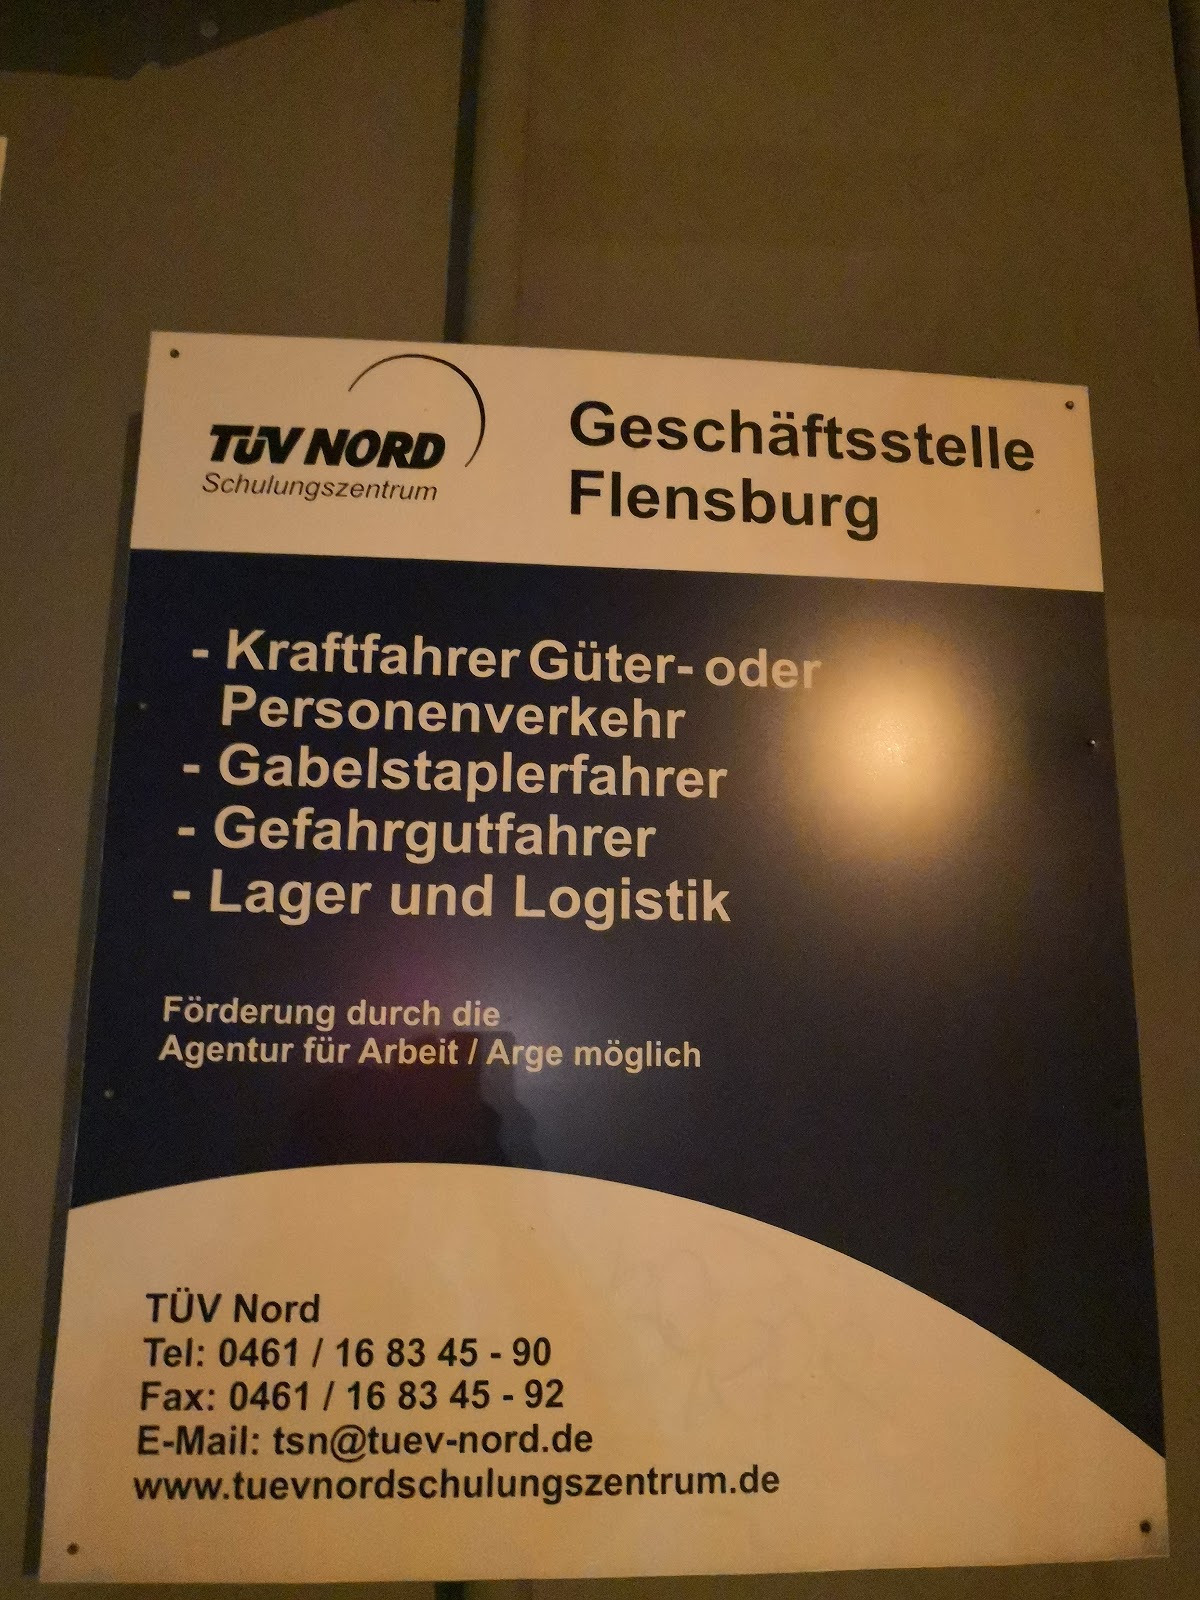 TÜV NORD
Schulungszentrum
Geschäftsstelle
Flensburg
- Kraftfahrer Güter- oder
Personenverkehr
- Gabelstaplerfahrer
- Gefahrgutfahrer
- Lager und Logistik
Förderung durch die
Agentur für Arbeit / Arge möglich
TÜV Nord
Tel: 0461 / 16 83 45 - 90
Fax: 0461 / 16 83 45 - 92
E-Mail: tsn@tuev-nord.de
www.tuevnordschulungszentrum.de